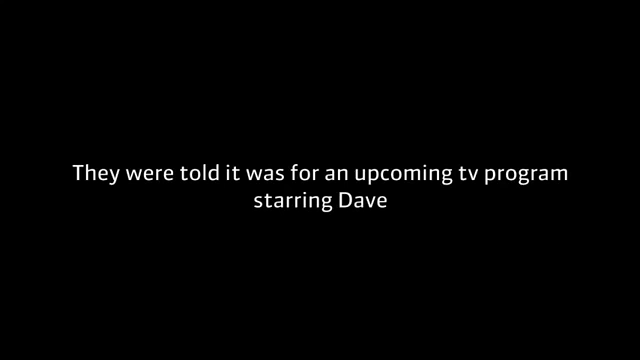 They were told it was for an upcoming tv program
starring Dave